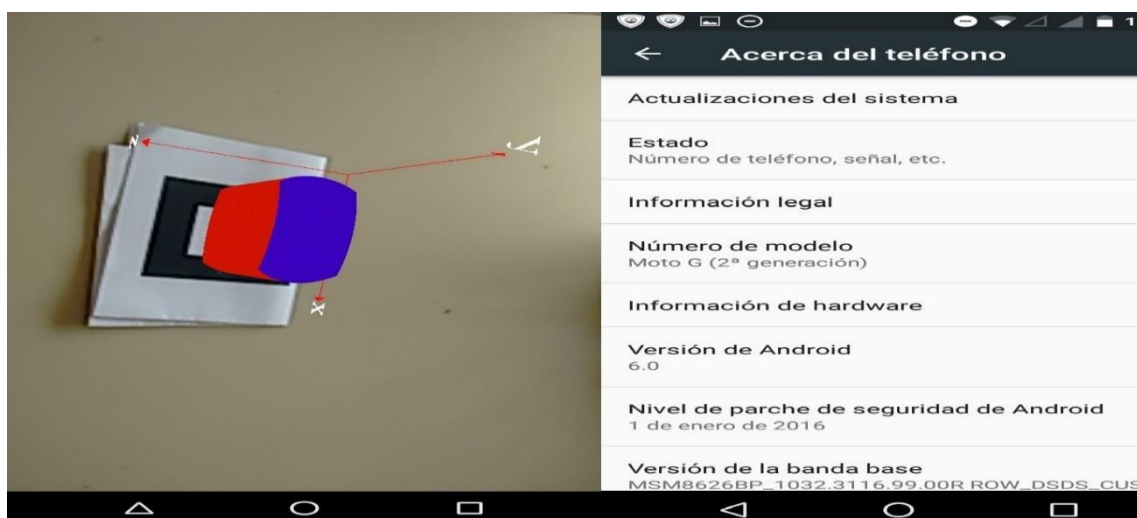 z
y
x
1
Acerca del teléfono
Actualizaciones del sistema
Estado
Número de teléfono, señal, etc.
Información legal
Número de modelo
Moto G (2ª generación)
Información de hardware
Versión de Android
6.0
Nivel de parche de seguridad de Android
1 de enero de 2016
Versión de la banda base
MSM8626BP_1032.3116.99.00R ROW_DSDS_CUS